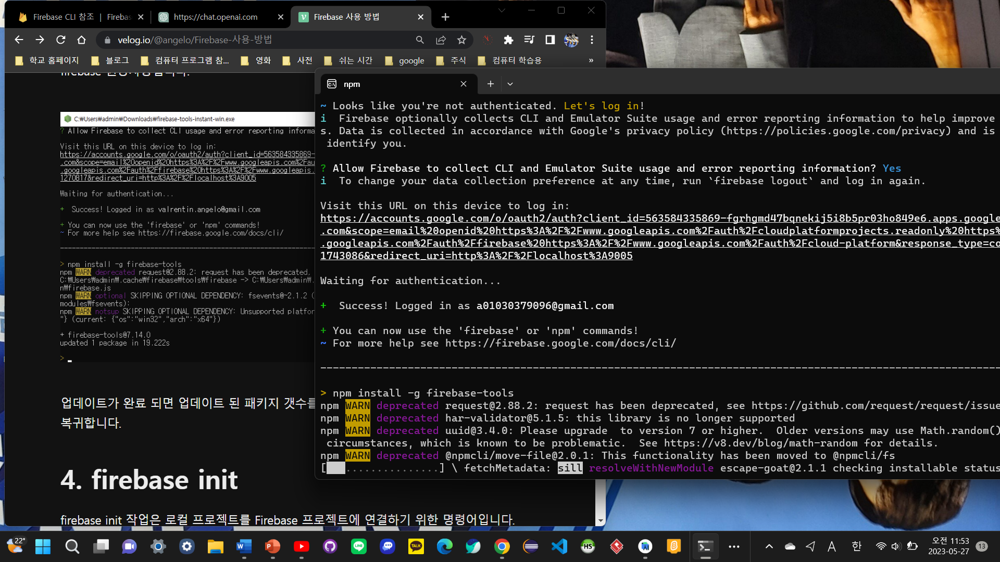 Firebase CLI 참조 | Fireba
https://chat.openai.com
Firebase 사용 방법
velog.io/@angelo/Firebase-사용-방법
학교 홈페이지
블로그
컴퓨터 프로그램 참...
영화
사전
쉬는 시간
google
주식
컴퓨터 학습용
»
C:₩Users₩admin₩Downloads₩firebase-tools-instant-win.exe
? Allow Firebase to collect CLI usage and error reporting informa
Visit this URL on this device to log in:
https://accounts.google.com/o/oauth2/auth?client_id=563584335869-
.com&scope=email%20openid%20https%3A%2F%2Fwww.googleapis.com%2Fau
.googleapis.com%2Fauth%2Ffirebase%20https%3A%2F%2Fwww.googleapis.
1270817&redirect_uri=http%3A%2F%2Flocalhost%3A9005
Waiting for authentication...
+ Success! Logged in as valrentin.angelo@gmail.com
+ You can now use the 'firebase' or 'npm' commands!
~ For more help see https://firebase.google.com/docs/cli/
> npm install -g firebase-tools
npm WARN deprecated request@2.88.2: request has been deprecated,
C:₩Users₩admin₩.cache₩firebase₩tools₩firebase -> C:₩Users₩admin₩.
n₩firebase.js
npm WARN optional SKIPPING OPTIONAL DEPENDENCY: fsevents@~2.1.2 (
modules₩fsevents):
npm WARN notsup SKIPPING OPTIONAL DEPENDENCY: Unsupported platfor
"} (current: {"os":"win32","arch":"x64"})
+ firebase-tools@7.14.0
updated 1 package in 19.222s
>
업데이트가 완료 되면 업데이트 된 패키지 갯수를
복귀합니다.
4. firebase init
firebase init 작업은 로컬 프로젝트를 Firebase 프로젝트에 연결하기 위한 명령어입니다.
npm
~ Looks like you're not authenticated. Let's log in!
i Firebase optionally collects CLI and Emulator Suite usage and error reporting information to help improve
s. Data is collected in accordance with Google's privacy policy (https://policies.google.com/privacy) and is
identify you.
? Allow Firebase to collect CLI and Emulator Suite usage and error reporting information? Yes
i To change your data collection preference at any time, run `firebase logout` and log in again.
Visit this URL on this device to log in:
https://accounts.google.com/o/oauth2/auth?client_id=563584335869-fgrhgmd47bqnekij5i8b5pr03ho849e6.apps.google
.com&scope=email%20openid%20https%3A%2F%2Fwww.googleapis.com%2Fauth%2Fcloudplatformprojects.readonly%20https%
.googleapis.com%2Fauth%2Ffirebase%20https%3A%2F%2Fwww.googleapis.com%2Fauth%2Fcloud-platform&response_type=co
1743086&redirect_uri=http%3A%2F%2Flocalhost%3A9005
Waiting for authentication...
+ Success! Logged in as a01030379096@gmail.com
+ You can now use the 'firebase' or 'npm' commands!
~ For more help see https://firebase.google.com/docs/cli/
> npm install -g firebase-tools
npm WARN deprecated request@2.88.2: request has been deprecated, see https://github.com/request/request/issue
npm WARN deprecated har-validator@5.1.5: this library is no longer supported
npm WARN deprecated uuid@3.4.0: Please upgrade  to version 7 or higher.  Older versions may use Math.random()
circumstances, which is known to be problematic.  See https://v8.dev/blog/math-random for details.
npm WARN deprecated @npmcli/move-file@2.0.1: This functionality has been moved to @npmcli/fs
[ ...............] \ fetchMetadata: sill resolveWithNewModule escape-goat@2.1.1 checking installable status
22°
A
한
오전 11:53
2023-05-27
13